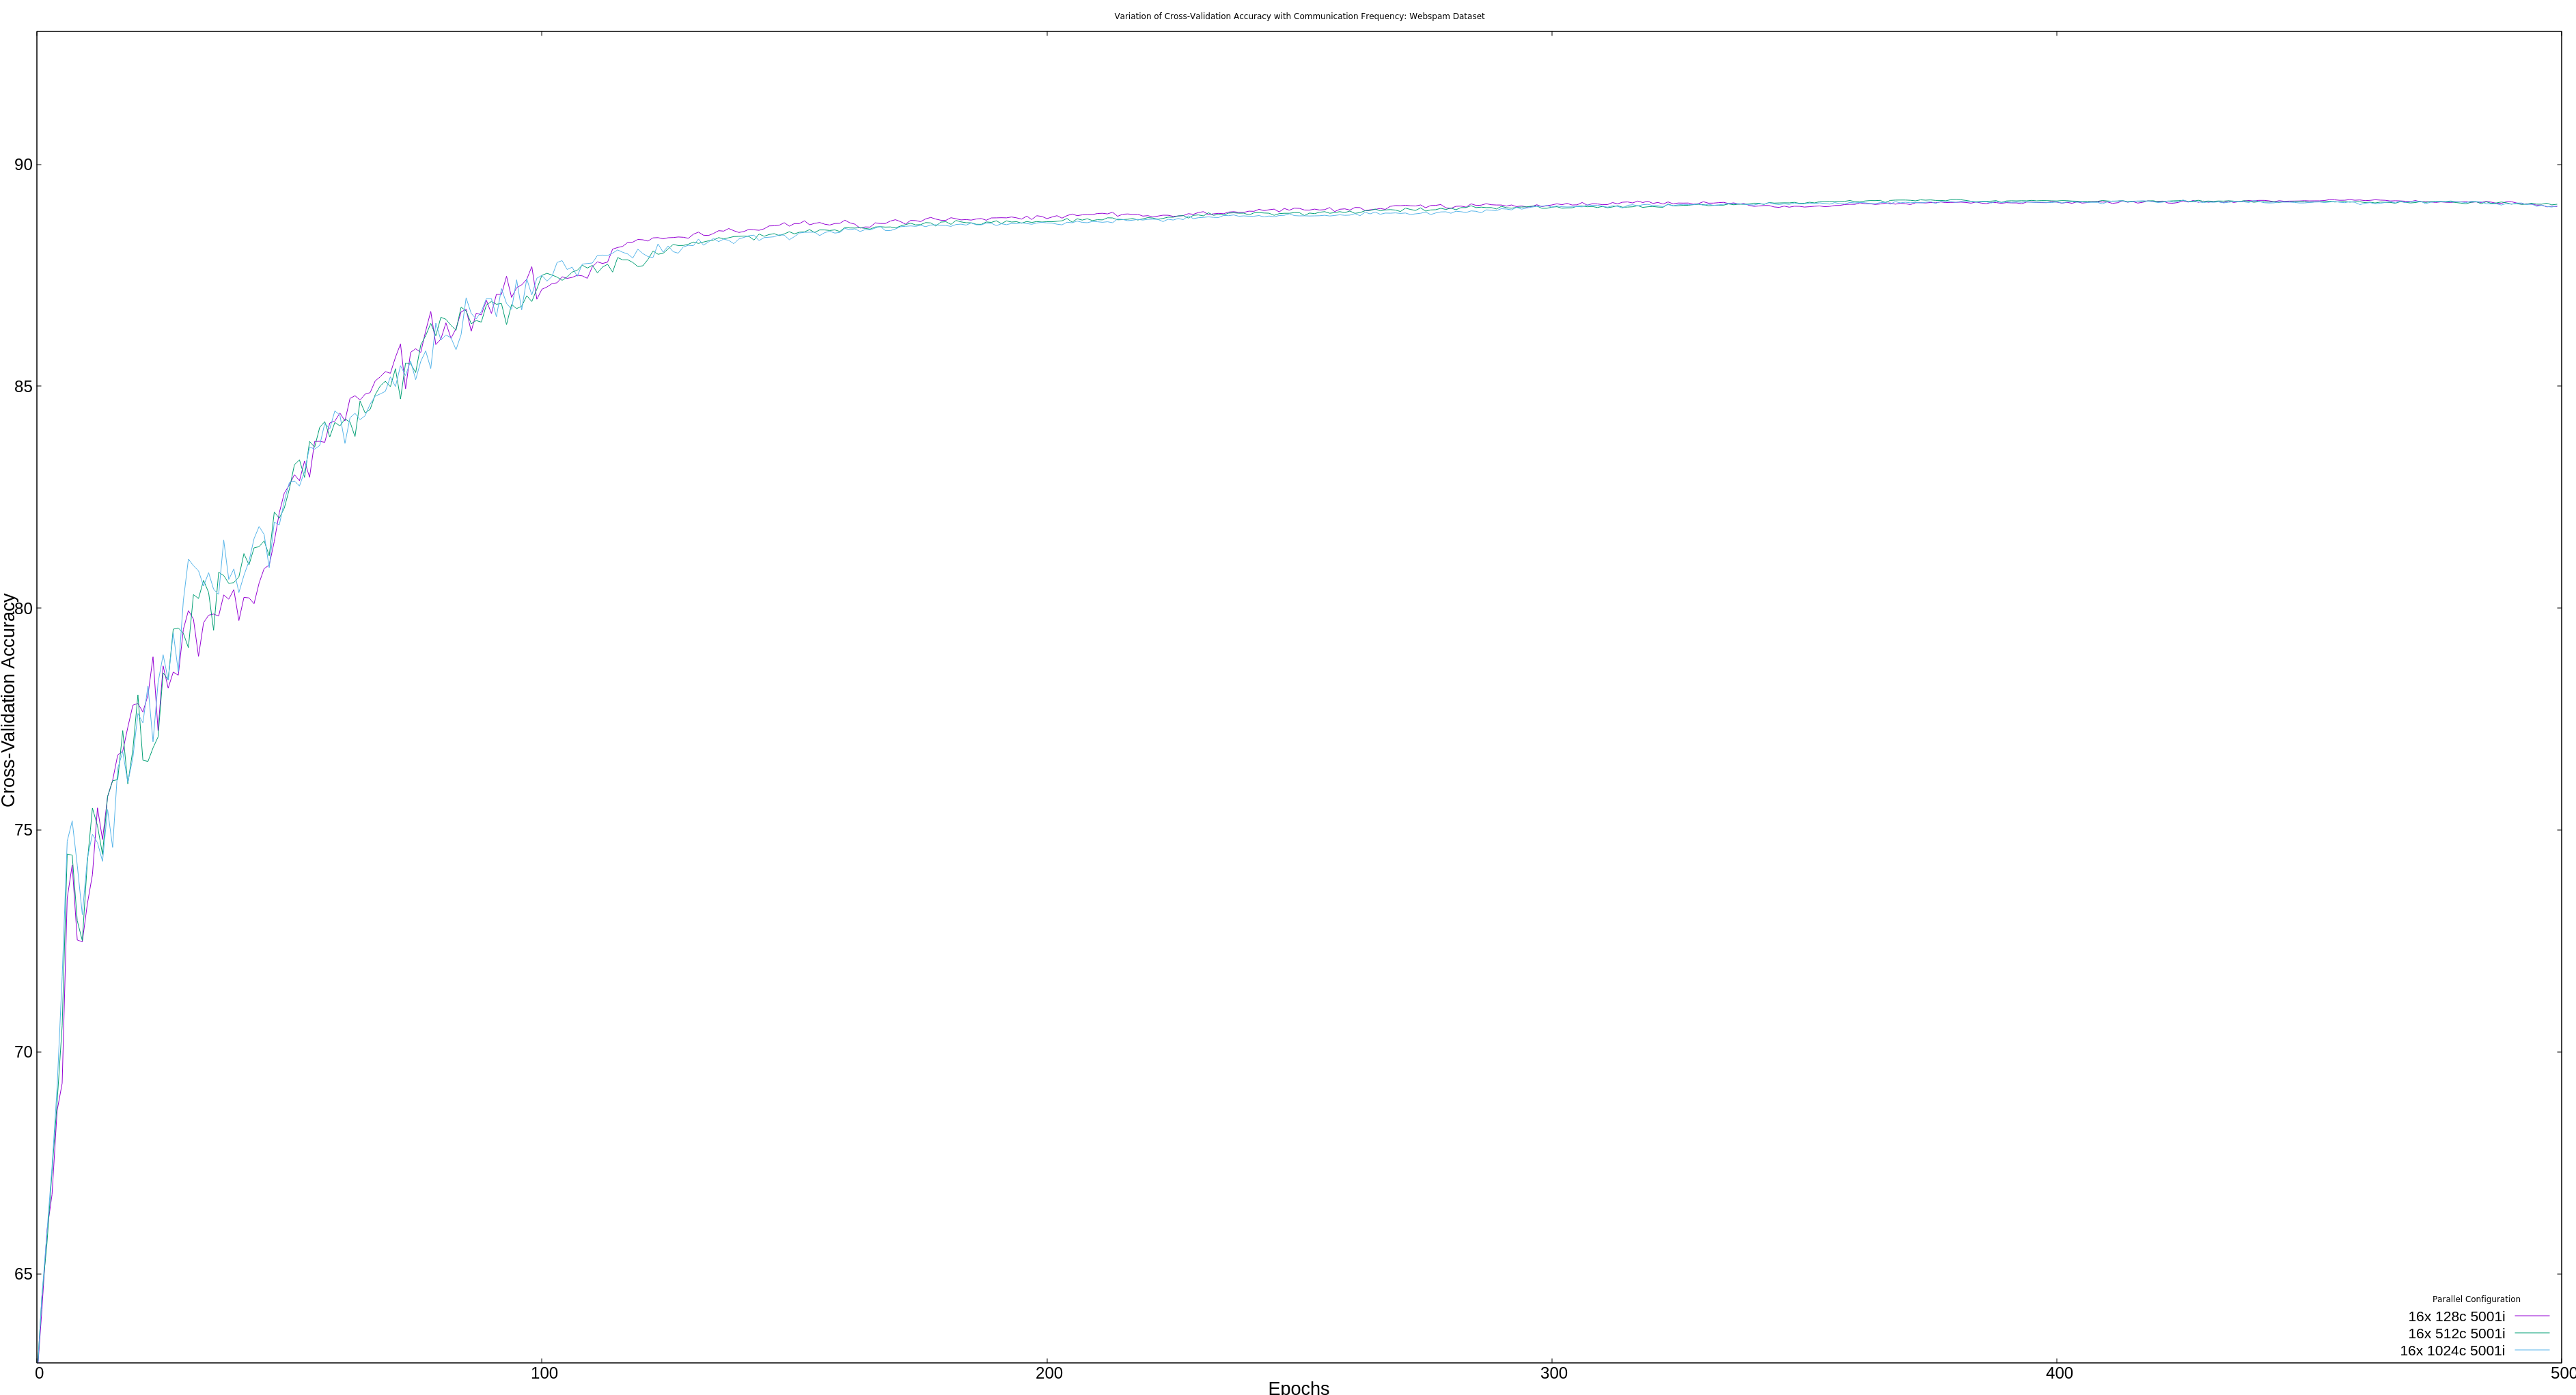 Variation of Cross-Validation Accuracy with Communication Frequency: Webspam Dataset
90
85
80
75
70
65
Cross-Validation Accuracy
0 100 200 300 400 500
Epochs
Parallel Configuration
16x 128c 5001i
16x 512c 5001i
16x 1024c 5001i